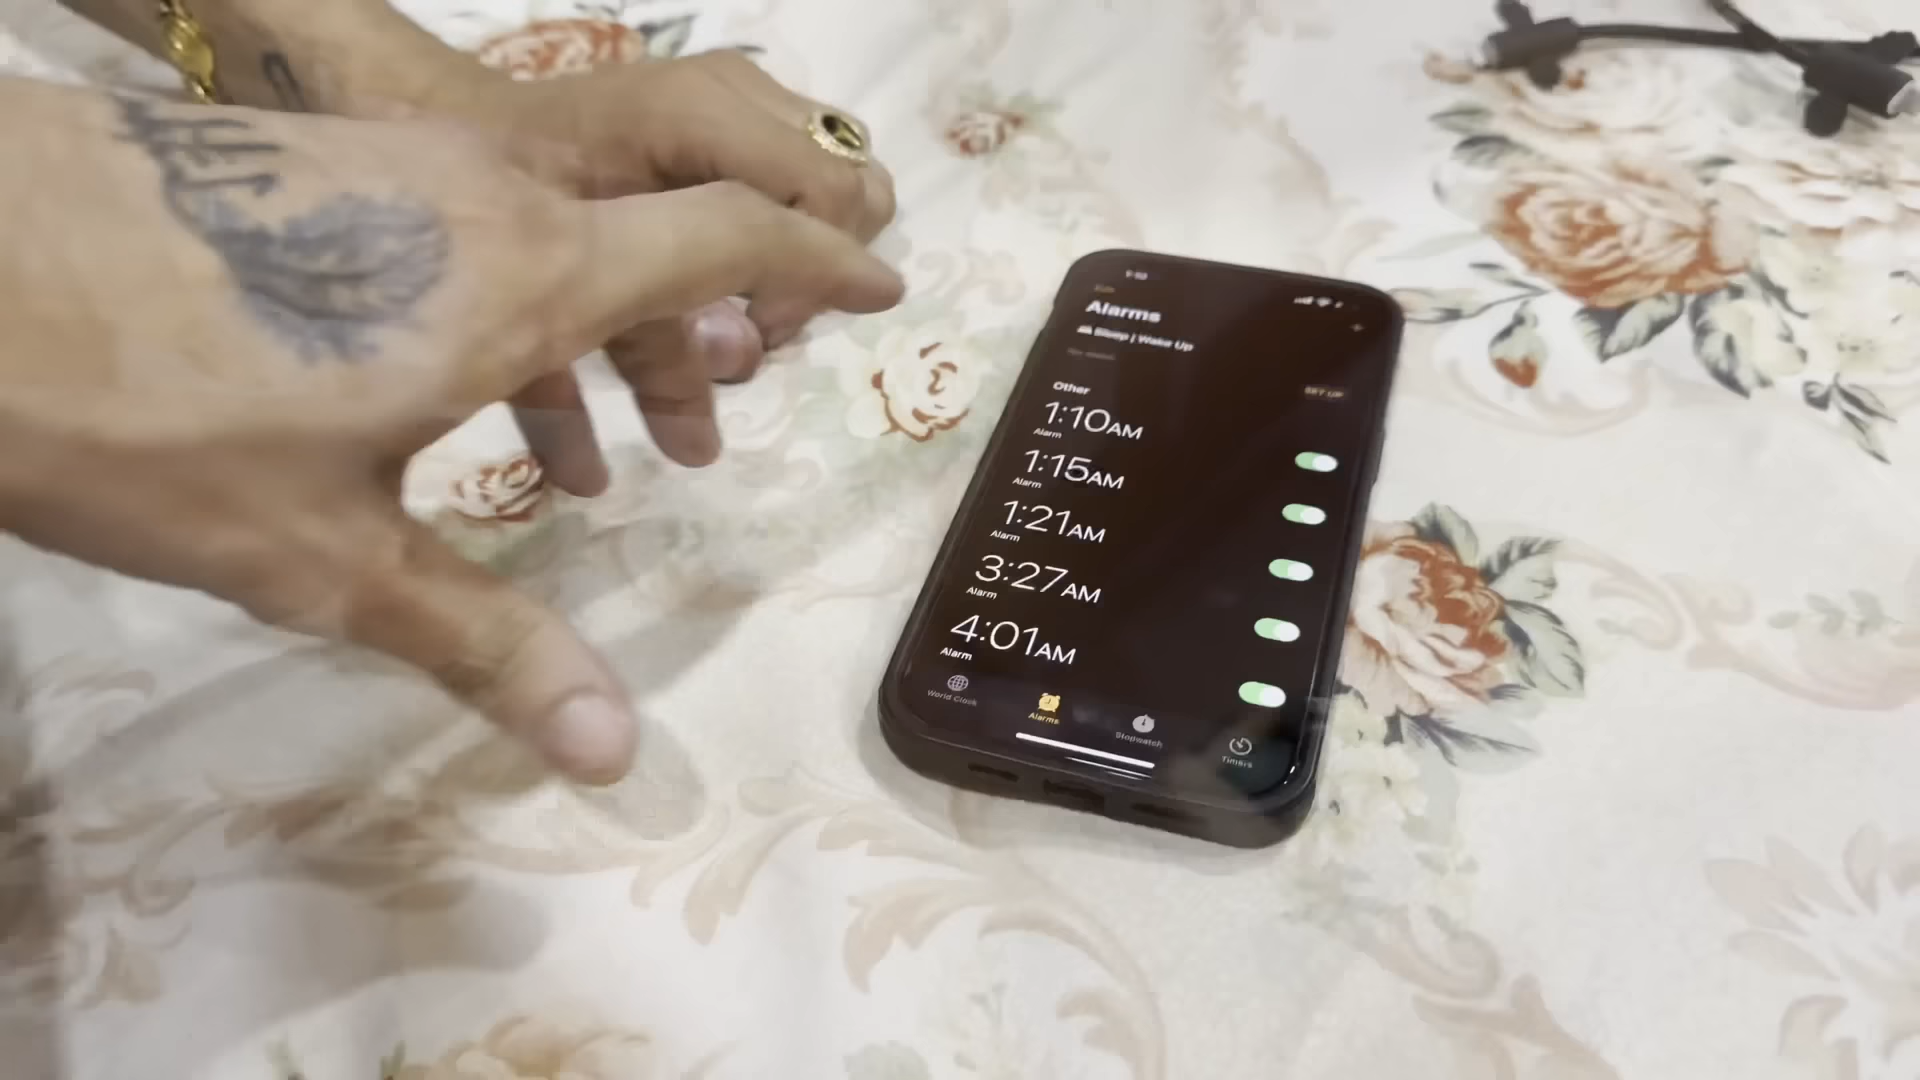 Alarms
Sleep | Wake Up
Other
SET UP
1:10AM
Alarm
1:15AM
Alarm
1:21AM
Alarm
3:27AM
Alarm
4:01AM
Alarm
World Clock
Alarms
Stopwatch
Timers